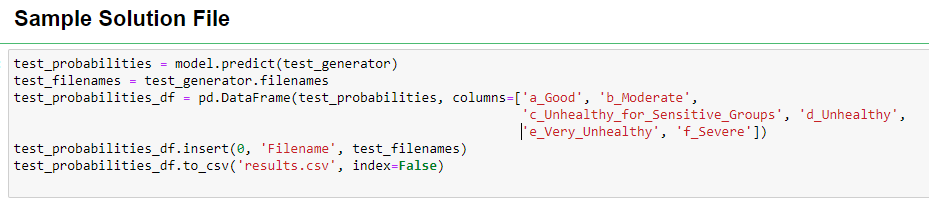 Sample Solution File
test_probabilities = model.predict(test_generator)
test_filenames = test_generator.filenames
test_probabilities_df = pd.DataFrame(test_probabilities, columns=['a_Good', 'b_Moderate',
'c_Unhealthy_for_Sensitive_Groups', 'd_Unhealthy',
'e_Very_Unhealthy', 'f_Severe'])
test_probabilities_df.insert(0, 'Filename', test_filenames)
test_probabilities_df.to_csv('results.csv', index=False)